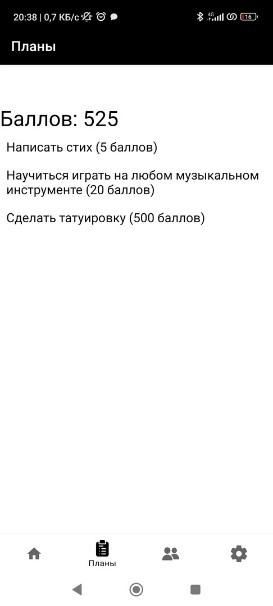 20:38 | 0,7 КБ/с
4G
16
Планы
Баллов: 525
Написать стих (5 баллов)
Научиться играть на любом музыкальном
инструменте (20 баллов)
Сделать татуировку (500 баллов)
Планы